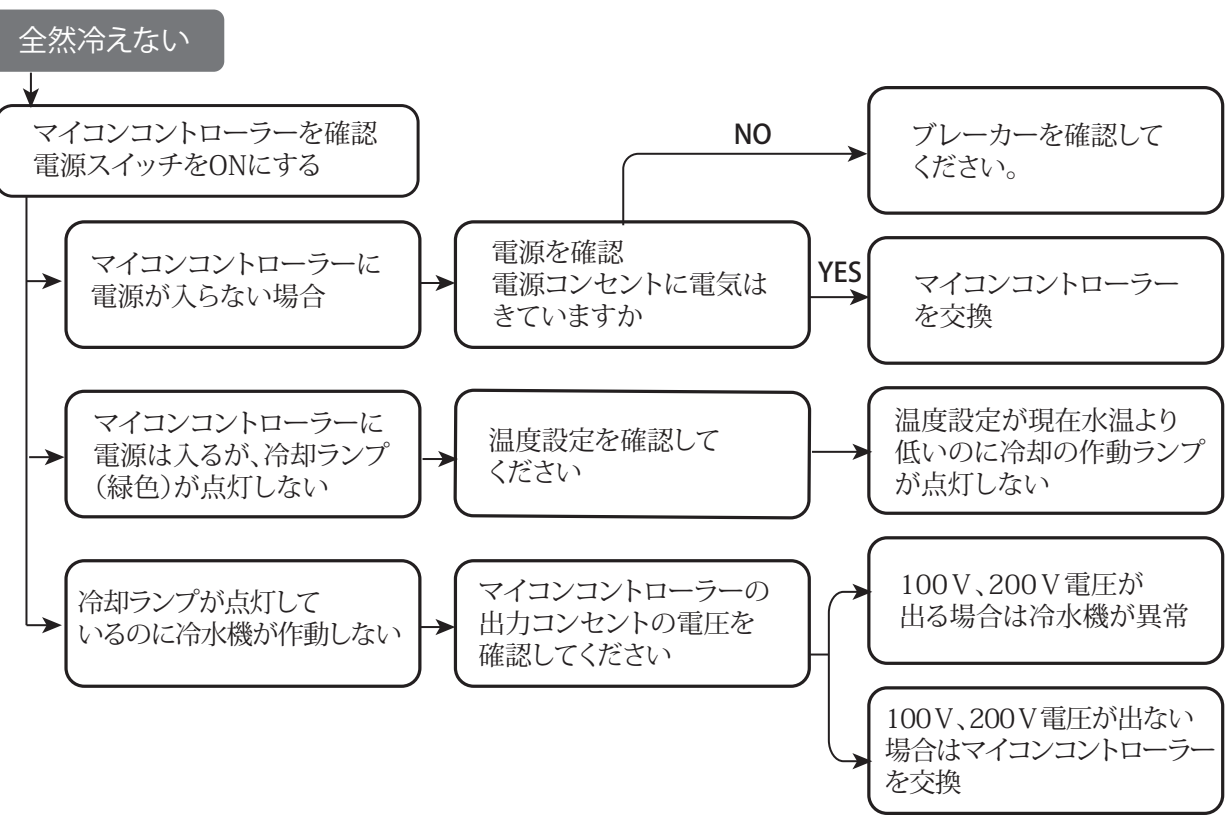 全然冷えない
マイコンコントローラーを確認
電源スイッチをONにする
マイコンコントローラーに
電源が入らない場合
電源を確認
電源コンセントに電気は
きていますか
NO
ブレーカーを確認して
ください。
YES
マイコンコントローラー
を交換
マイコンコントローラーに
電源は入るが、冷却ランプ
（緑色）が点灯しない
温度設定を確認して
ください
温度設定が現在水温より
低いのに冷却の作動ランプ
が点灯しない
冷却ランプが点灯して
いるのに冷水機が作動しない
マイコンコントローラーの
出力コンセントの電圧を
確認してください
100V、200V電圧が
出る場合は冷水機が異常
100V、200V電圧が出ない
場合はマイコンコントローラー
を交換